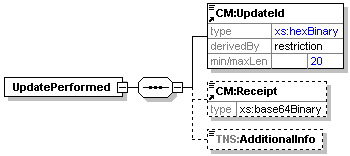 CM:UpdateId
type xs:hexBinary
derivedBy restriction
min/maxLen 20
UpdatePerformed
CM:Receipt
type xs:base64Binary
TNS:AdditionalInfo